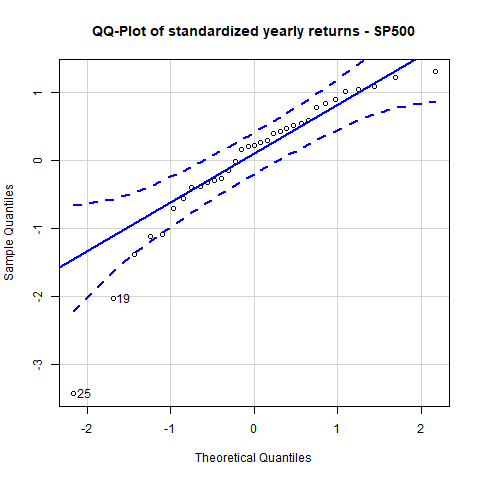 QQ-Plot of standardized yearly returns - SP500
Sample Quantiles
1
0
-1
-2
-3
19
25
-2 -1 0 1 2
Theoretical Quantiles